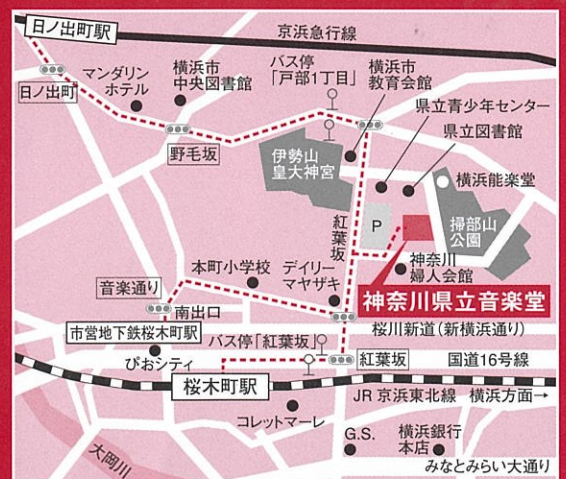 日ノ出町駅
京浜急行線
日ノ出町
マンダリン
ホテル
横浜市
中央図書館
バス停
「戸部1丁目」
横浜市
教育会館
県立青少年センター
県立図書館
野毛坂
伊勢山
皇大神宮
横浜能楽堂
紅葉坂
P
掃部山
公園
神奈川
婦人会館
音楽通り
本町小学校
デイリー
マヤザキ
神奈川県立音楽堂
南出口
市営地下鉄桜木町駅
バス停「紅葉坂」
桜川新道(新横浜通り)
ぴおシティ
紅葉坂
国道16号線
桜木町駅
JR 京浜東北線 横浜方面→
コレットマーレ
G.S.
横浜銀行
本店
大岡川
みなとみらい大通り